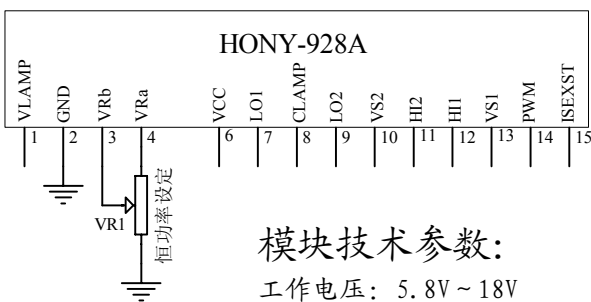 HONY-928A
VLAMP GND VRb VRa VCC LO1 CLAMP LO2 VS2 HI2 HI1 VS1 PWM ISEXST
1 2 3 4 6 7 8 9 10 11 12 13 14 15
VR1
恒功率设定
模块技术参数:
工作电压: 5.8V~18V